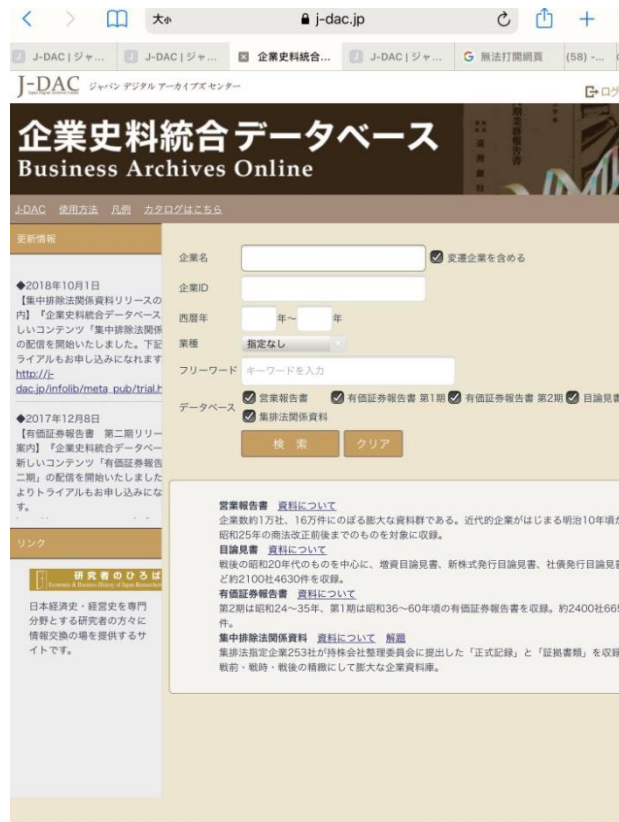 大小
j-dac.jp
J-DAC | ジャ...
J-DAC | ジャ...
企業史料統合...
J-DAC | ジャ...
G 無法打開網頁
(58) -...
J-DAC ジャパン デジタル アーカイブズ センター
ログ
企業史料統合データベース
Business Archives Online
J-DAC 使用方法 凡例 カタログはこちら
更新情報
◆2018年10月1日
【集中排除法関係資料リリースの
内】『企業史料統合データベース
しいコンテンツ「集中排除法関係
の配信を開始いたしました。下記
ライアルもお申し込みになれます
http://j-
dac.jp/infolib/meta_pub/trial.h
◆2017年12月8日
【有価証券報告書 第二期リリー
案内】『企業史料統合データベー
新しいコンテンツ「有価証券報告
二期」の配信を開始いたしました
よりトライアルもお申し込みにな
す。
リンク
研究者のひろば
日本経済史・経営史を専門
分野とする研究者の方々に
情報交換の場を提供するサ
イトです。
企業名
変遷企業を含める
企業ID
西暦年 年~ 年
業種 指定なし
フリーワード キーワードを入力
データベース 営業報告書 有価証券報告書 第1期 有価証券報告書 第2期 目論見書
集排法関係資料
検 索 クリア
営業報告書 資料について
企業数約1万社、16万件にのぼる膨大な資料群である。近代的企業がはじまる明治10年頃か
昭和25年の商法改正前後までのものを対象に収録。
目論見書 資料について
戦後の昭和20年代のものを中心に、増資目論見書、新株式発行目論見書、社債発行目論見書
ど約2100社4630件を収録。
有価証券報告書 資料について
第2期は昭和24~35年、第1期は昭和36~60年頃の有価証券報告書を収録。約2400社665
件。
集中排除法関係資料 資料について 解題
集排法指定企業253社が持株会社整理委員会に提出した「正式記録」と「証拠書類」を収録
戦前・戦時・戦後の精緻にして膨大な企業資料庫。